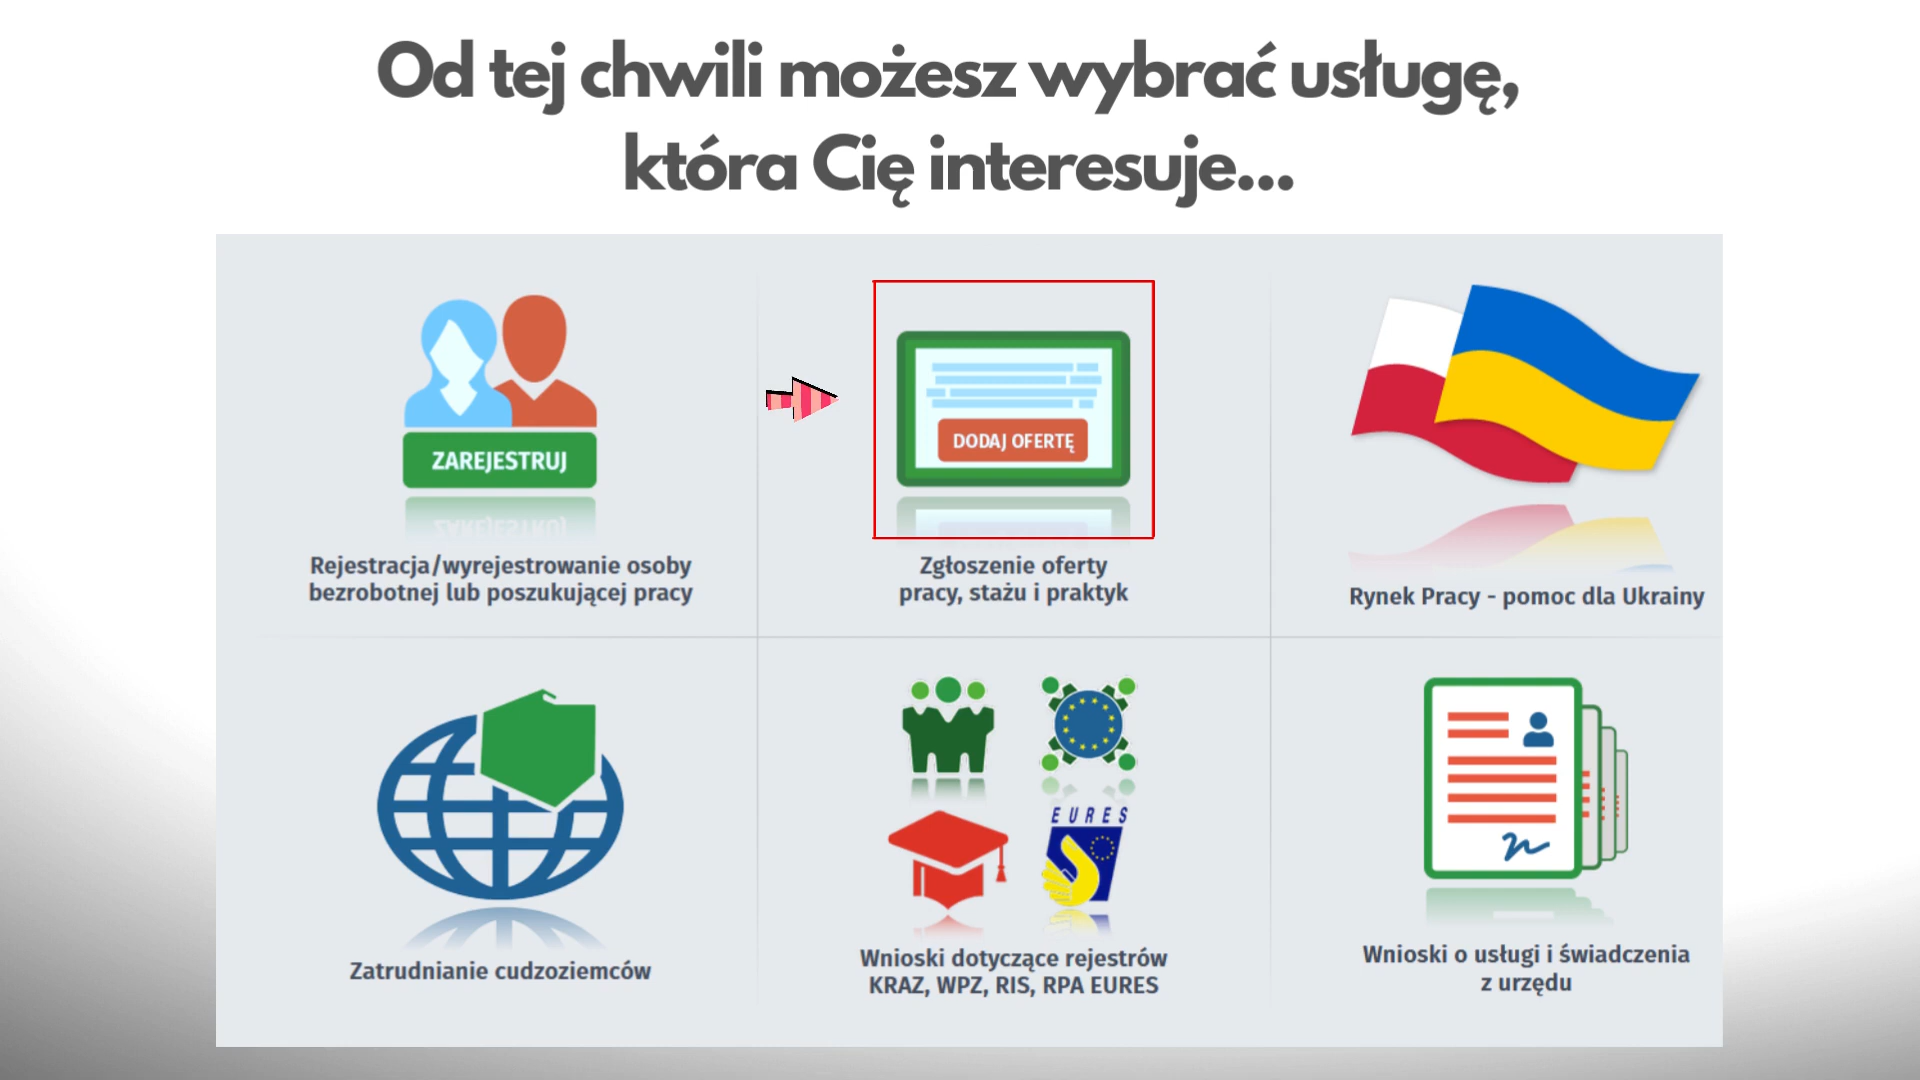 Od tej chwili możesz wybrać usługę,
która Cię interesuje...
ZAREJESTRUJ
Rejestracja/wyrejestrowanie osoby
bezrobotnej lub poszukującej pracy
DODAJ OFERTĘ
Zgłoszenie oferty
pracy, stażu i praktyk
Rynek Pracy - pomoc dla Ukrainy
Zatrudnianie cudzoziemców
EURES
Wnioski dotyczące rejestrów
KRAZ, WPZ, RIS, RPA EURES
Wnioski o usługi i świadczenia
z urzędu